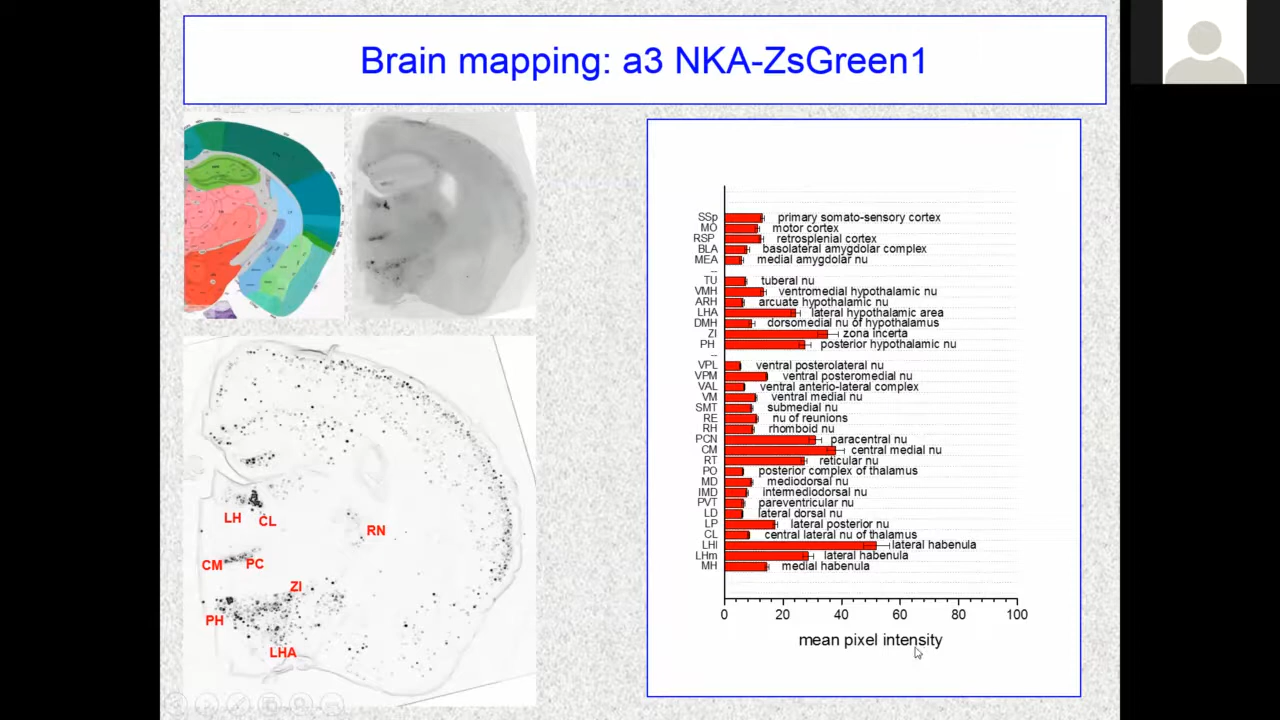 Brain mapping: a3 NKA-ZsGreen1
LH
CL
RN
CM
PC
ZI
PH
LHA
SSp primary somato-sensory cortex
MO motor cortex
RSP retrosplenial cortex
BLA basolateral amygdolar complex
MEA medial amygdolar nu
--
TU tuberal nu
VMH ventromedial hypothalamic nu
ARH arcuate hypothalamic nu
LHA lateral hypothalamic area
DMH dorsomedial nu of hypothalamus
ZI zona incerta
PH posterior hypothalamic nu
--
VPL ventral posterolateral nu
VPM ventral posteromedial nu
VAL ventral anterio-lateral complex
VM ventral medial nu
SMT submedial nu
RE nu of reunions
RH rhomboid nu
PCN paracentral nu
CM central medial nu
RT reticular nu
PO posterior complex of thalamus
MD mediodorsal nu
IMD intermediodorsal nu
PVT pareventricular nu
LD lateral dorsal nu
LP lateral posterior nu
CL central lateral nu of thalamus
LHl lateral habenula
LHm lateral habenula
MH medial habenula
0 20 40 60 80 100
mean pixel intensity